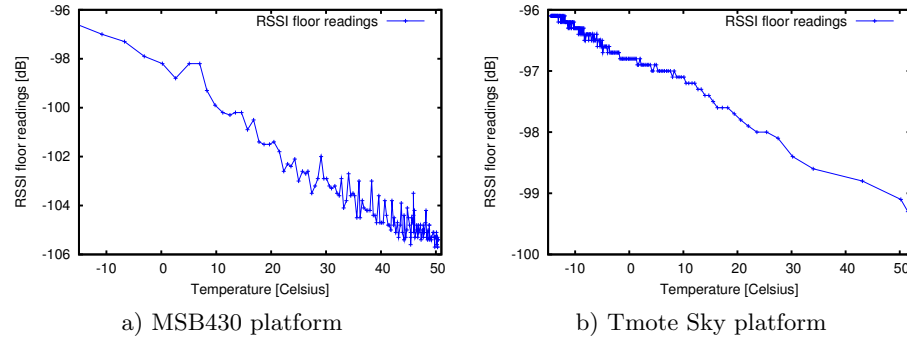 RSSI floor readings
RSSI floor readings [dB]
-96
-98
-100
-102
-104
-106
-10 0 10 20 30 40 50
Temperature [Celsius]
a) MSB430 platform
RSSI floor readings
RSSI floor readings [dB]
-96
-97
-98
-99
-100
-10 0 10 20 30 40 50
Temperature [Celsius]
b) Tmote Sky platform